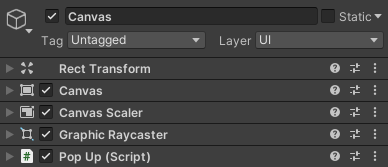 Canvas Static
Tag Untagged Layer UI
Rect Transform
Canvas
Canvas Scaler
Graphic Raycaster
# Pop Up (Script)